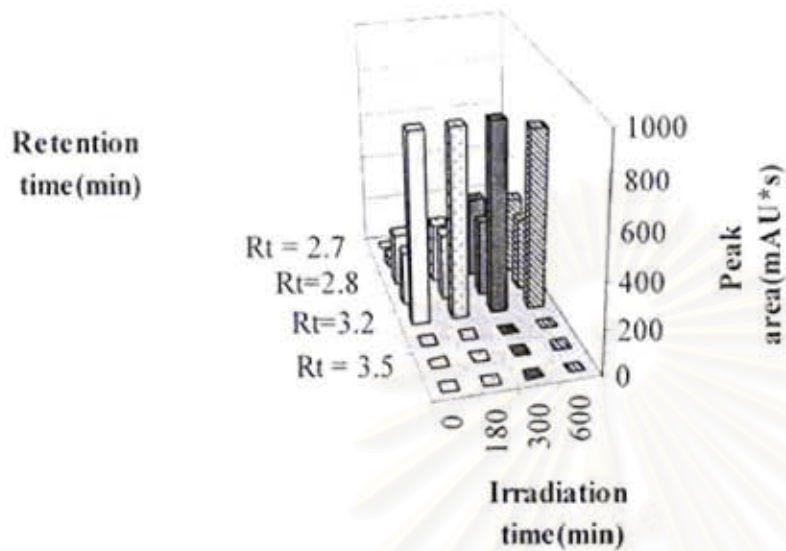 Retention
time(min)
Rt = 2.7
Rt=2.8
Rt=3.2
Rt = 3.5
1000
800
600
400
200
0
Peak
area(mAU*s)
0
180
300
600
Irradiation
time(min)